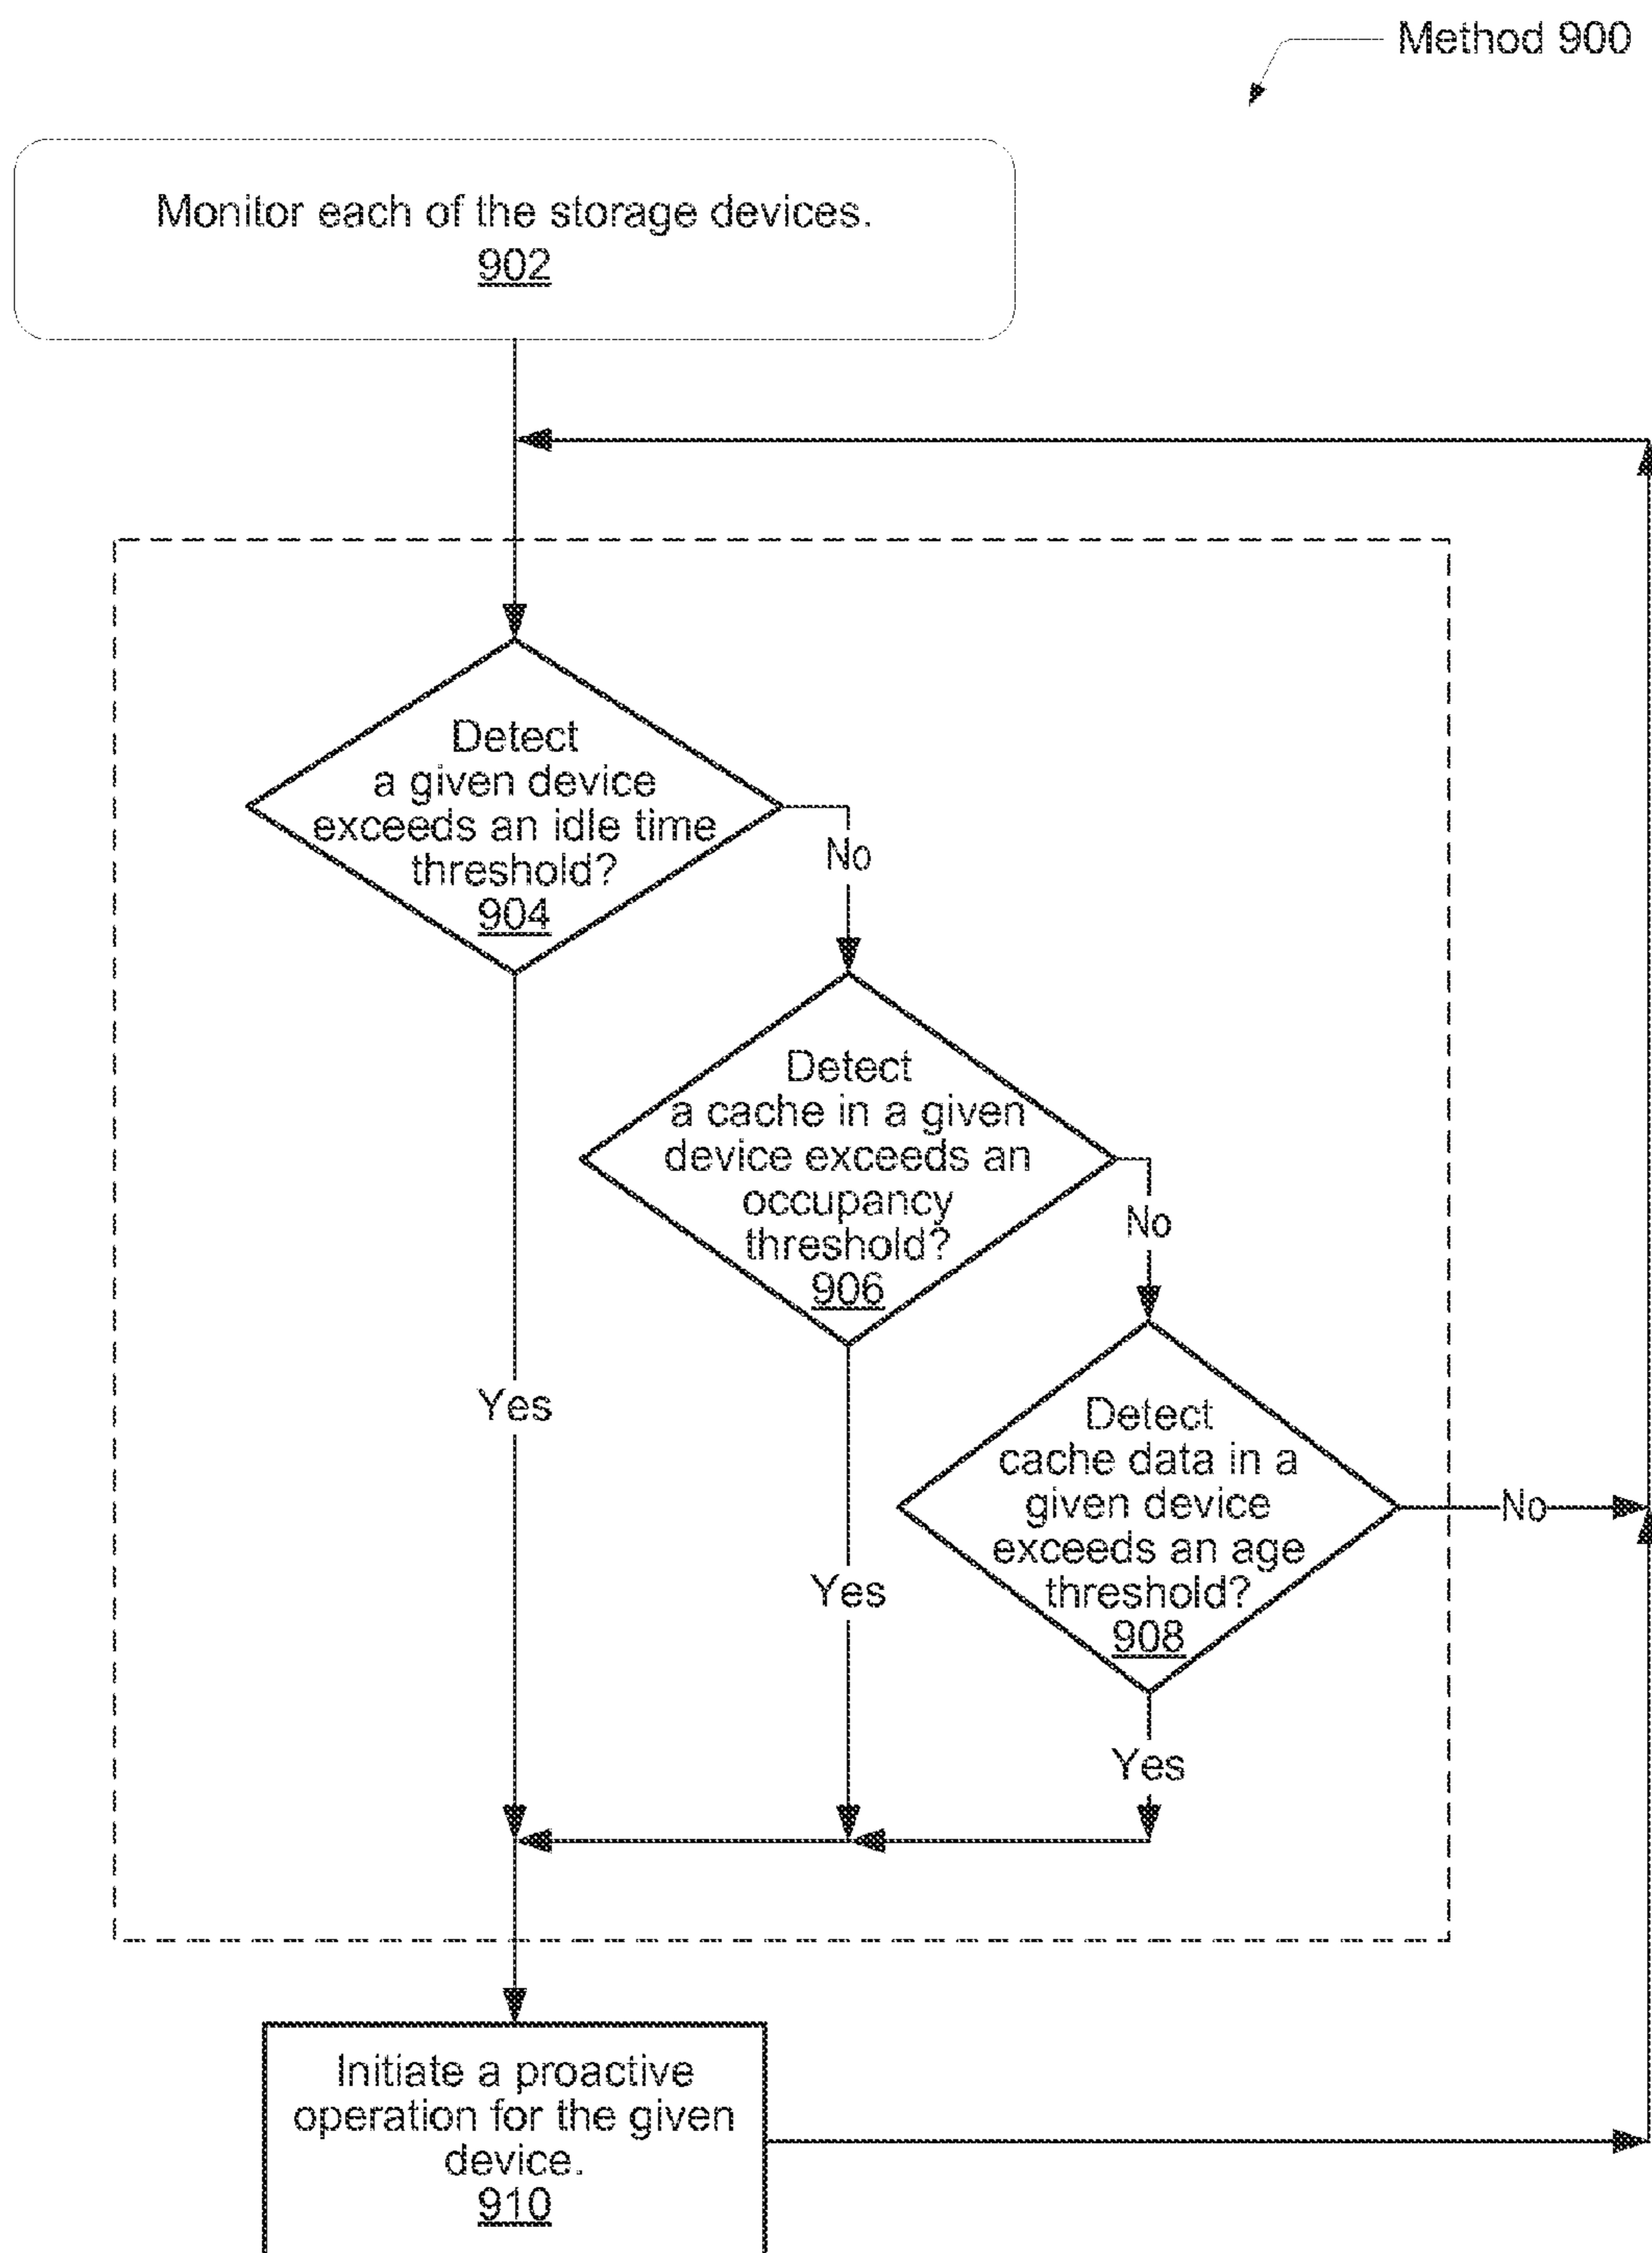 Method 900
Monitor each of the storage devices.
902
Detect
a given device
exceeds an idle time
threshold?
904
No
Detect
a cache in a given
device exceeds an
occupancy
threshold?
906
No
Detect
cache data in a
given device
exceeds an age
threshold?
908
No
Yes
Yes
Yes
Initiate a proactive
operation for the given
device.
910